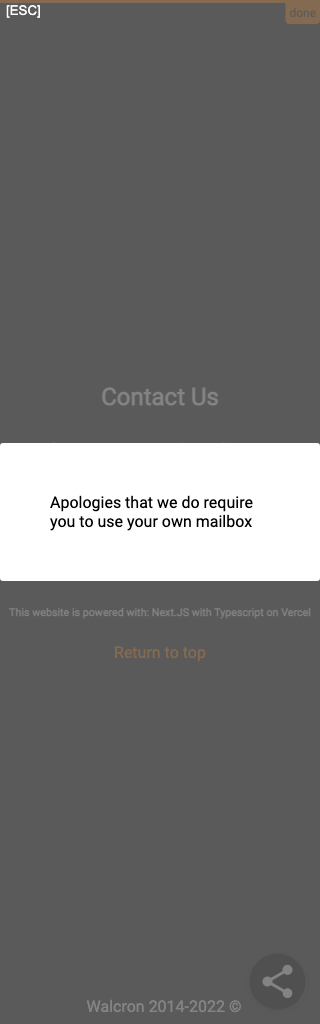 [ESC]
done
Contact Us
Apologies that we do require
you to use your own mailbox
This website is powered with: Next.JS with Typescript on Vercel
Return to top
Walcron 2014-2022 ©